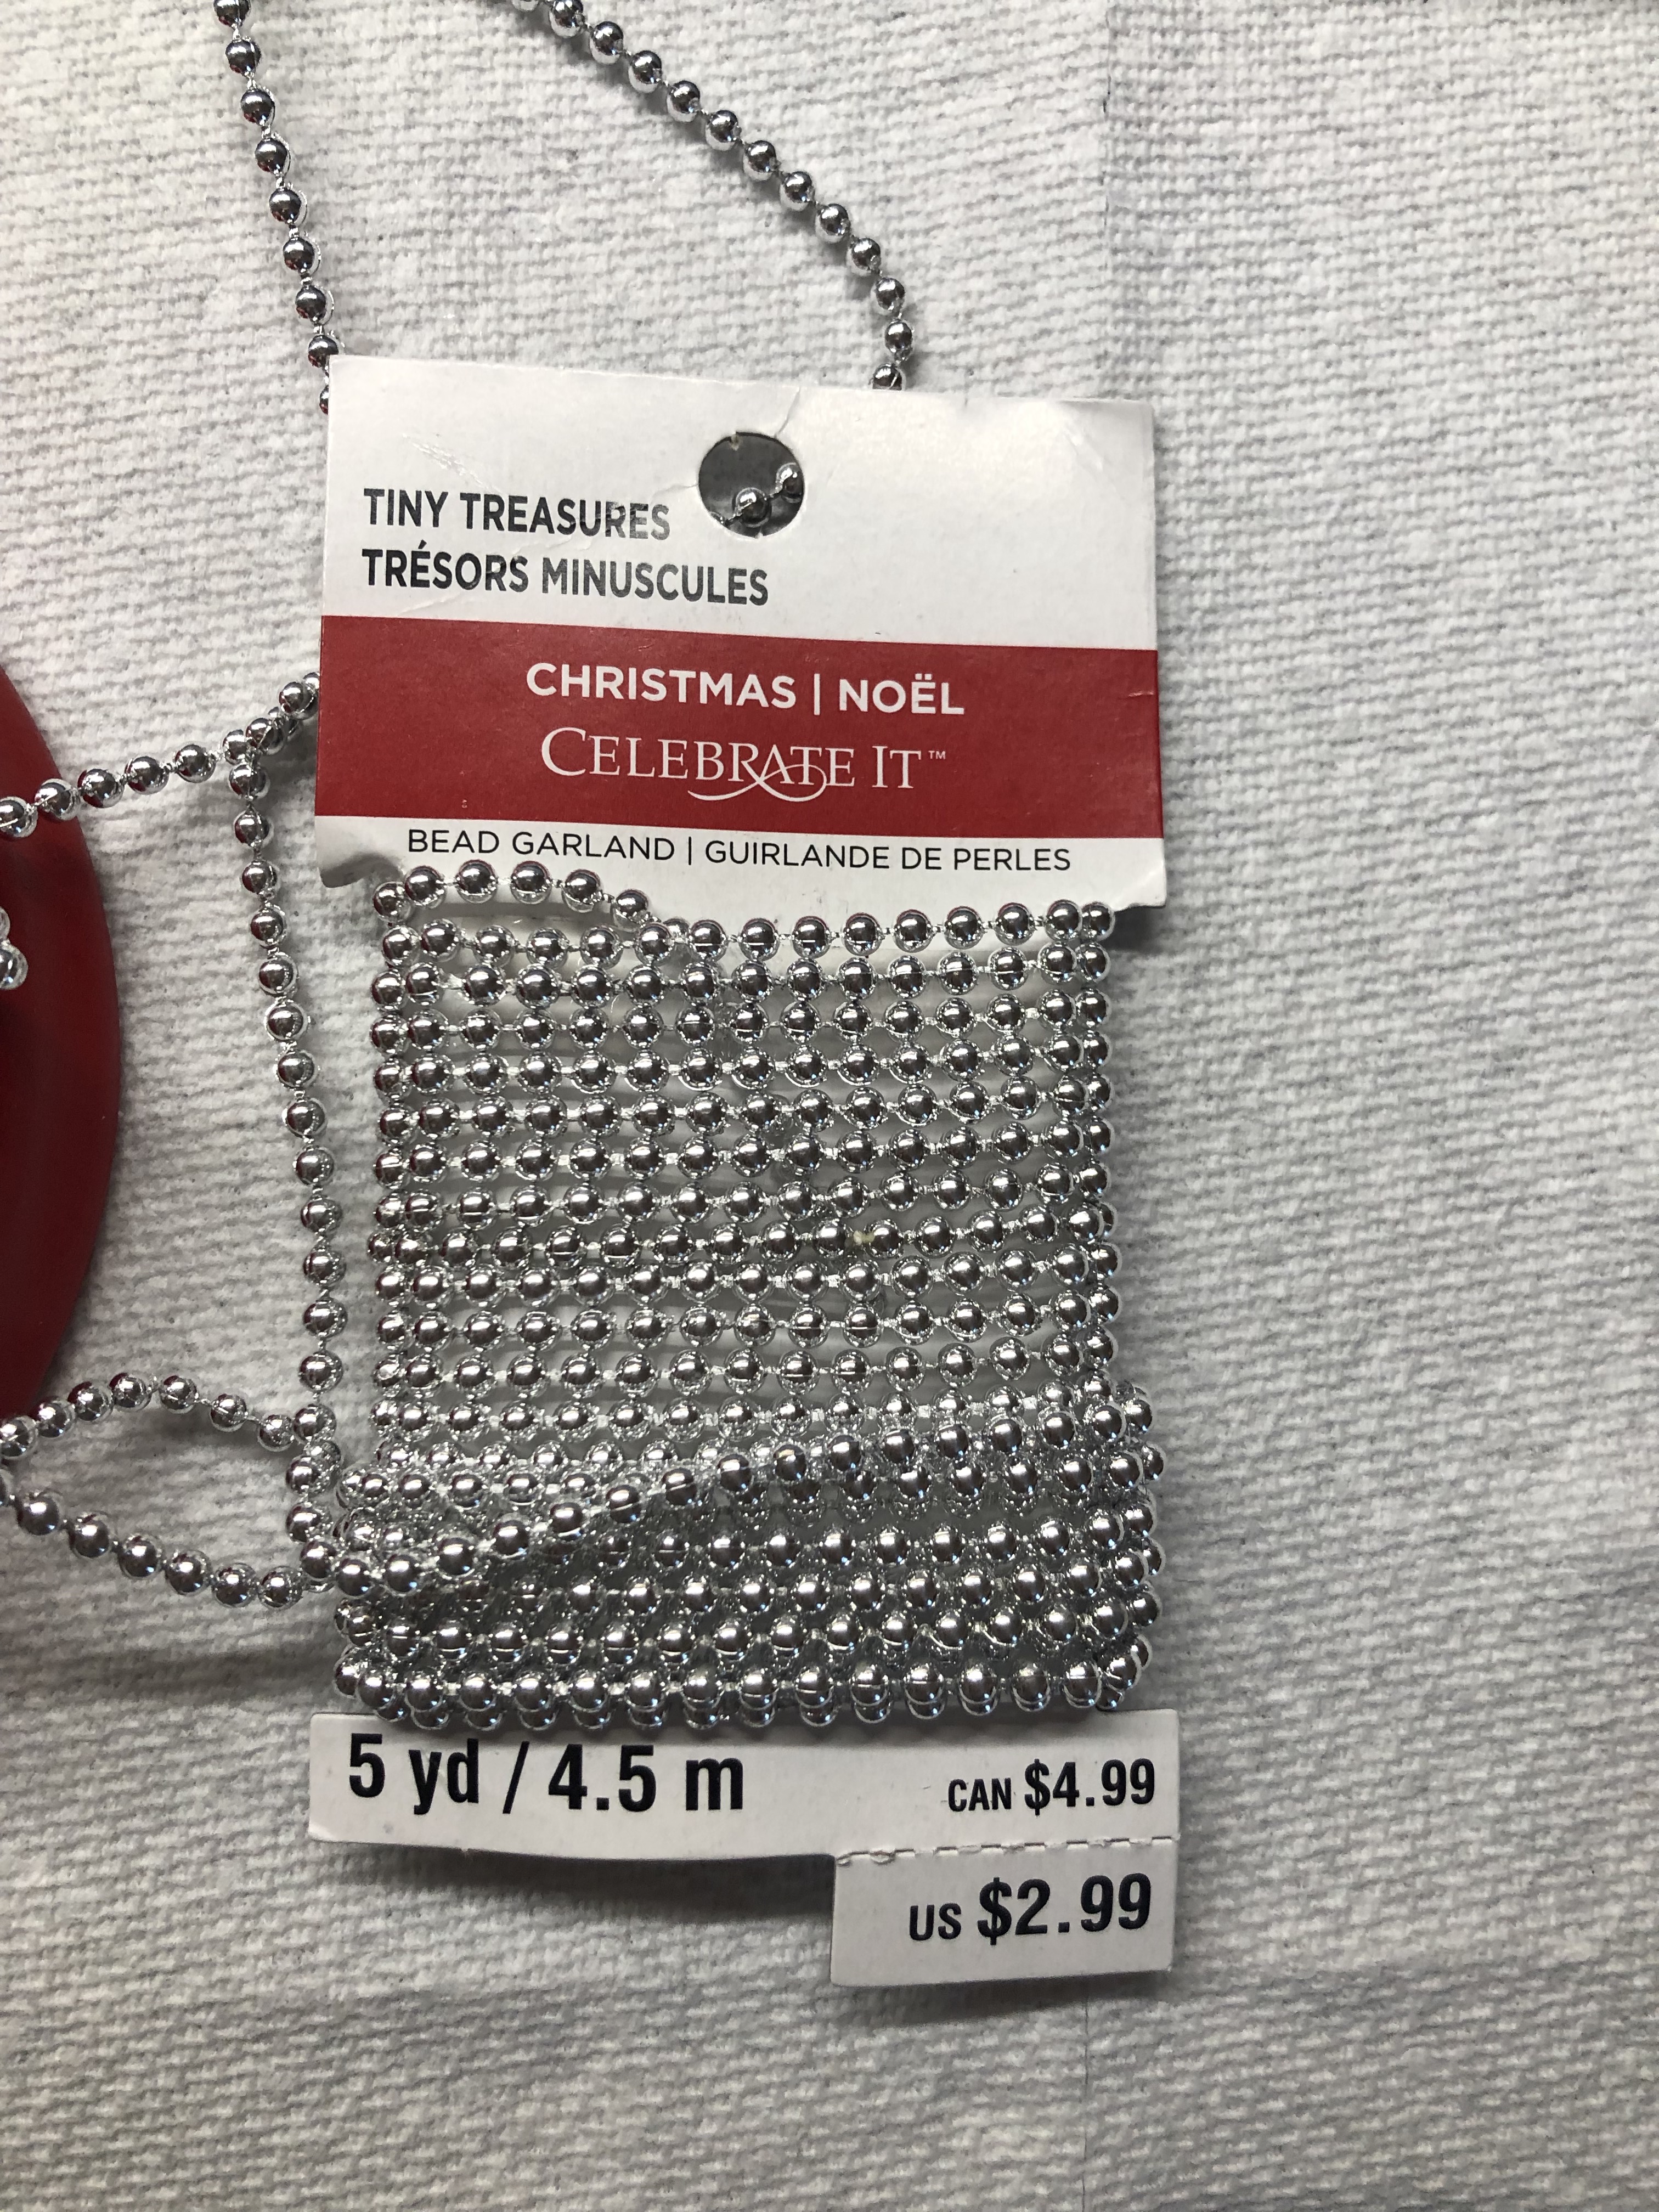 TINY TREASURES
TRÉSORS MINUSCULES
CHRISTMAS | NOËL
CELEBRATE IT™
BEAD GARLAND | GUIRLANDE DE PERLES
5 yd / 4.5 m
CAN $4.99
US $2.99